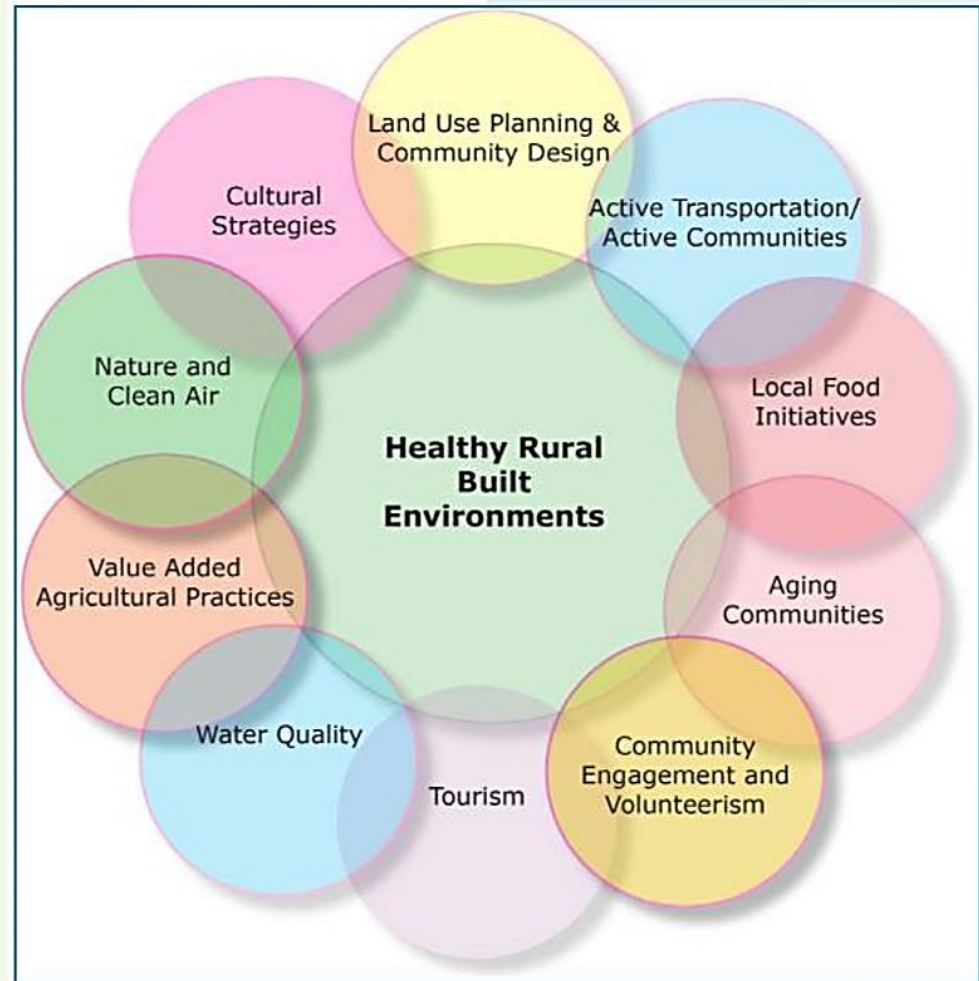 Land Use Planning &
Community Design
Active Transportation/
Active Communities
Local Food
Initiatives
Aging
Communities
Community
Engagement and
Volunteerism
Tourism
Water Quality
Value Added
Agricultural Practices
Nature and
Clean Air
Cultural
Strategies
Healthy Rural
Built
Environments